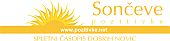 Sončeve
pozitivke
www.pozitivke.net
SPLETNI ČASOPIS DOBRIH NOVIC